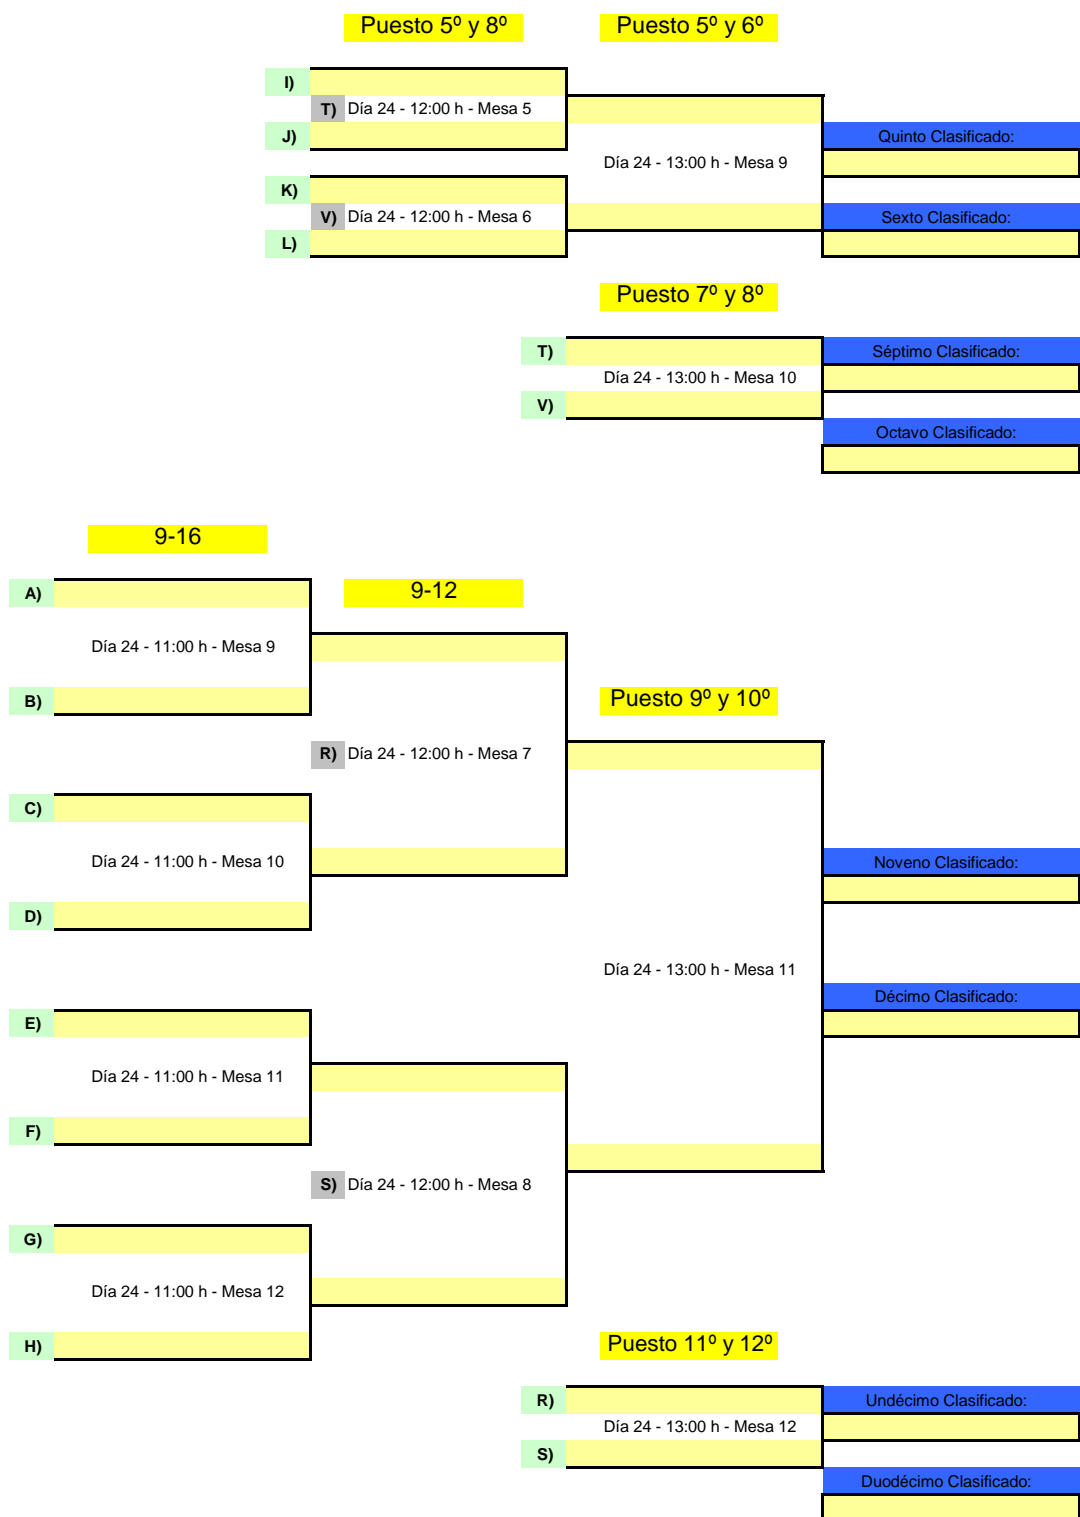 Puesto 5º y 8º
Puesto 5º y 6º
I)
T) Día 24 - 12:00 h - Mesa 5
J)
Quinto Clasificado:
Día 24 - 13:00 h - Mesa 9
K)
V) Día 24 - 12:00 h - Mesa 6
Sexto Clasificado:
L)
Puesto 7º y 8º
T)
Séptimo Clasificado:
Día 24 - 13:00 h - Mesa 10
V)
Octavo Clasificado:
9-16
A)
9-12
Día 24 - 11:00 h - Mesa 9
B)
Puesto 9º y 10º
R) Día 24 - 12:00 h - Mesa 7
C)
Día 24 - 11:00 h - Mesa 10
Noveno Clasificado:
D)
Día 24 - 13:00 h - Mesa 11
Décimo Clasificado:
E)
Día 24 - 11:00 h - Mesa 11
F)
S) Día 24 - 12:00 h - Mesa 8
G)
Día 24 - 11:00 h - Mesa 12
H)
Puesto 11º y 12º
R)
Undécimo Clasificado:
Día 24 - 13:00 h - Mesa 12
S)
Duodécimo Clasificado: